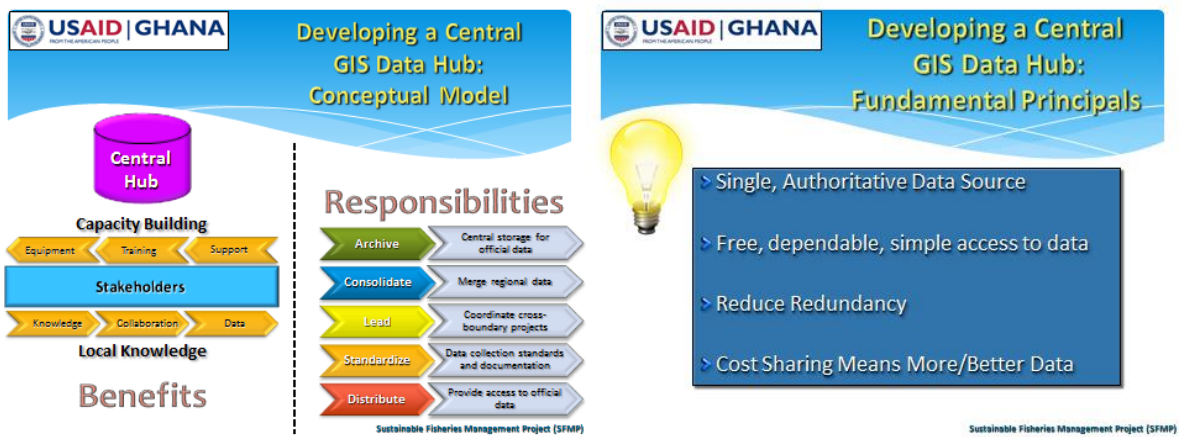 USAID | GHANA
FROM THE AMERICAN PEOPLE
Developing a Central
GIS Data Hub:
Conceptual Model
Central
Hub
Capacity Building
Equipment
Training
Support
Stakeholders
Knowledge
Collaboration
Data
Local Knowledge
Benefits
Responsibilities
Archive
Central storage for
official data
Consolidate
Merge regional data
Lead
Coordinate cross-
boundary projects
Standardize
Data collection standards
and documentation
Distribute
Provide access to official
data
Sustainable Fisheries Management Project (SFMP)
USAID | GHANA
FROM THE AMERICAN PEOPLE
Developing a Central
GIS Data Hub:
Fundamental Principals
> Single, Authoritative Data Source
> Free, dependable, simple access to data
> Reduce Redundancy
> Cost Sharing Means More/Better Data
Sustainable Fisheries Management Project (SFMP)